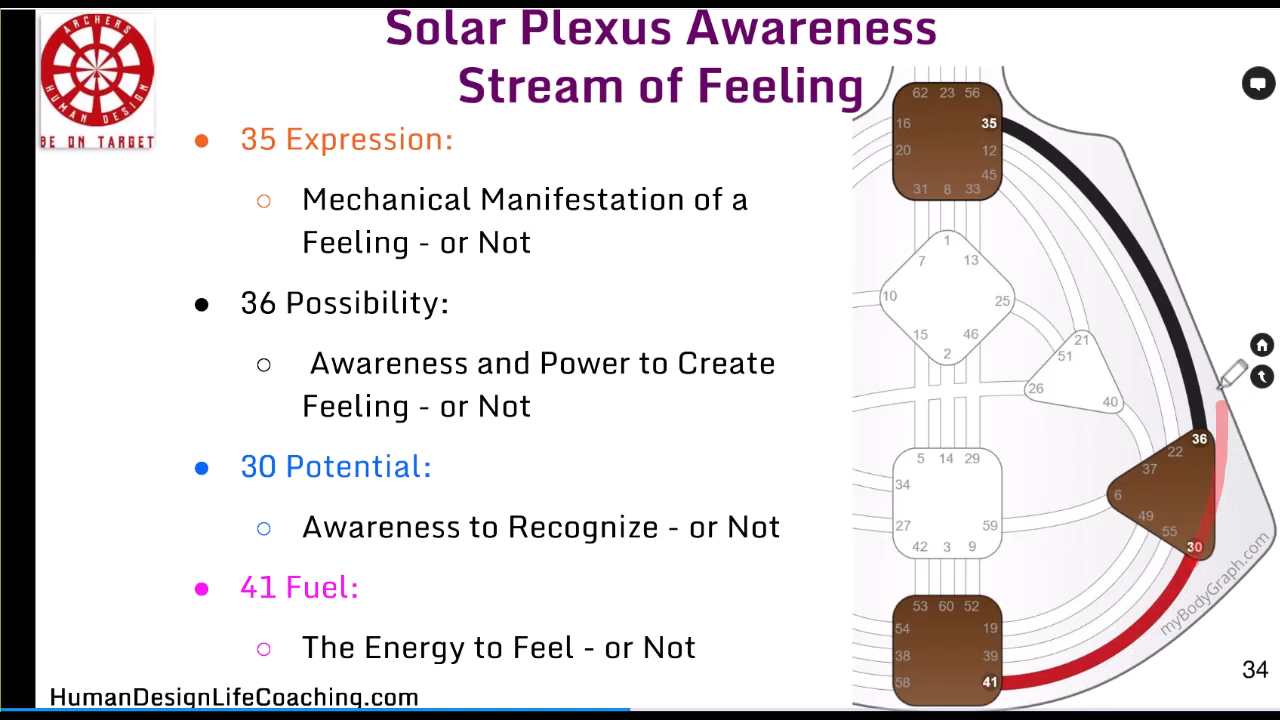 Solar Plexus Awareness
Stream of Feeling
ARCHERS
HUMAN DESIGN
BE ON TARGET
• 35 Expression:
○ Mechanical Manifestation of a
Feeling - or Not
• 36 Possibility:
○ Awareness and Power to Create
Feeling - or Not
• 30 Potential:
○ Awareness to Recognize - or Not
• 41 Fuel:
○ The Energy to Feel - or Not
HumanDesignLifeCoaching.com
62 23 56
16 35
20 12
45
31 8 33
1
7 13
10 25
15 46
2
21
51
26 40
36
22
37
6
49
55
30
5 14 29
34
27 59
42 3 9
53 60 52
54 19
38 39
58 41
myBodyGraph.com
34